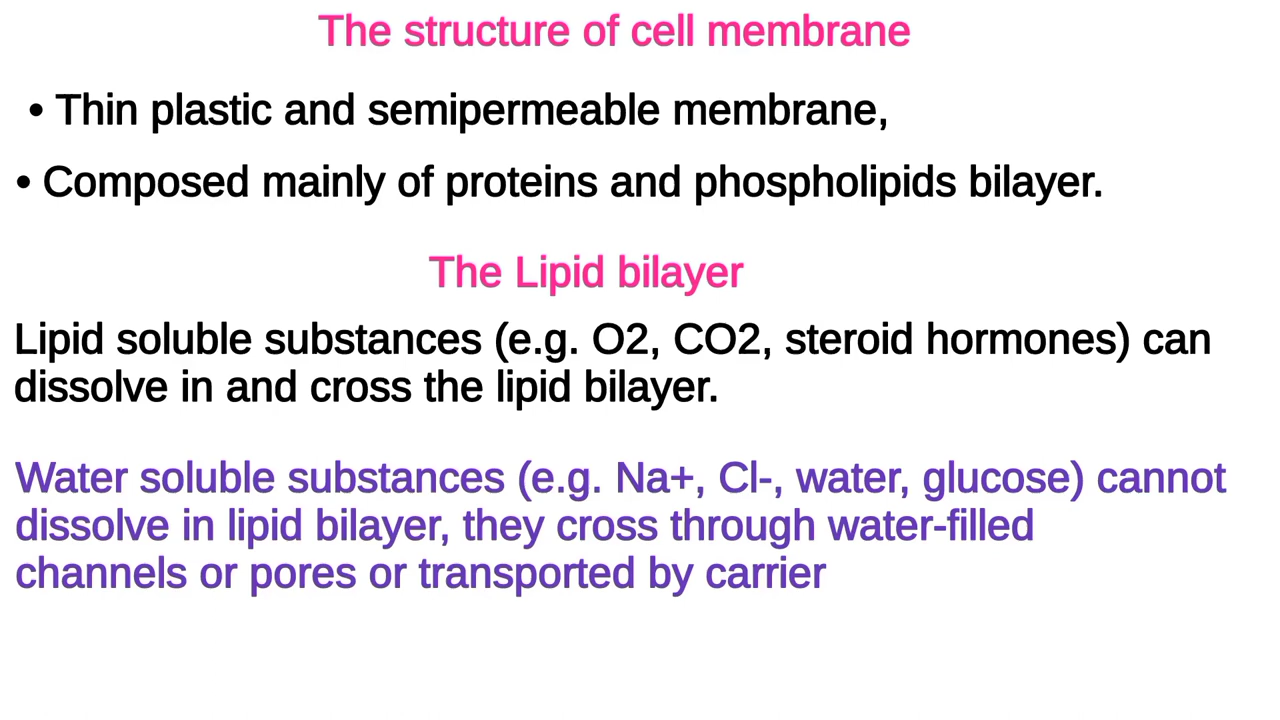 The structure of cell membrane
• Thin plastic and semipermeable membrane,
• Composed mainly of proteins and phospholipids bilayer.
The Lipid bilayer
Lipid soluble substances (e.g. O2, CO2, steroid hormones) can
dissolve in and cross the lipid bilayer.
Water soluble substances (e.g. Na+, Cl-, water, glucose) cannot
dissolve in lipid bilayer, they cross through water-filled
channels or pores or transported by carrier